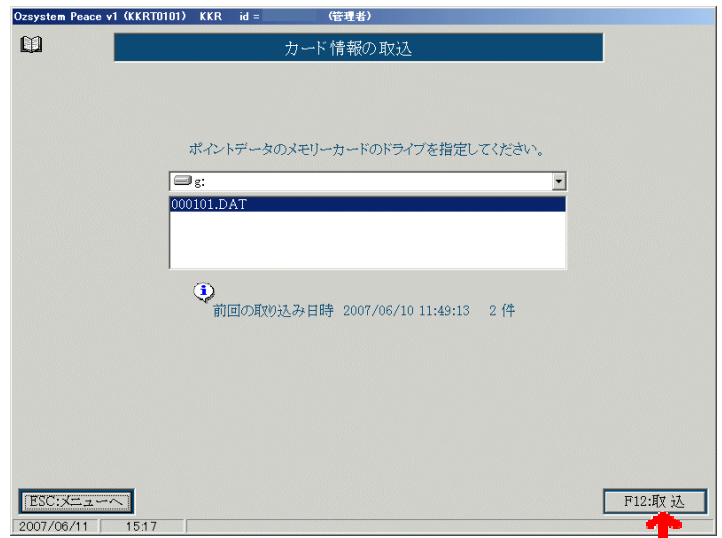 Ozsystem Peace v1 (KKRT0101) KKR id = (管理者)
カード情報の取込
ポイントデータのメモリーカードのドライブを指定してください。
g:
000101.DAT
前回の取り込み日時 2007/06/10 11:49:13 2 件
ESC:メニューへ
F12:取 込
2007/06/11 15:17